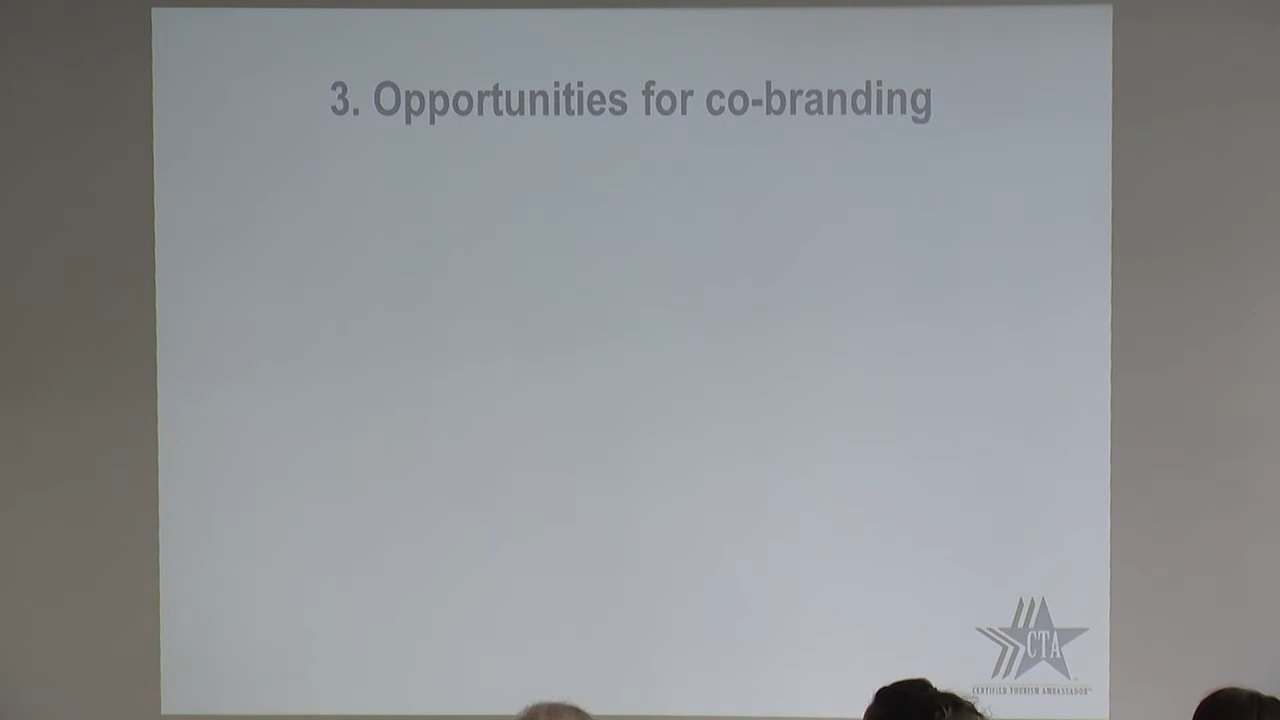 3. Opportunities for co-branding
CTA
CERTIFIED TOURISM AMBASSADOR